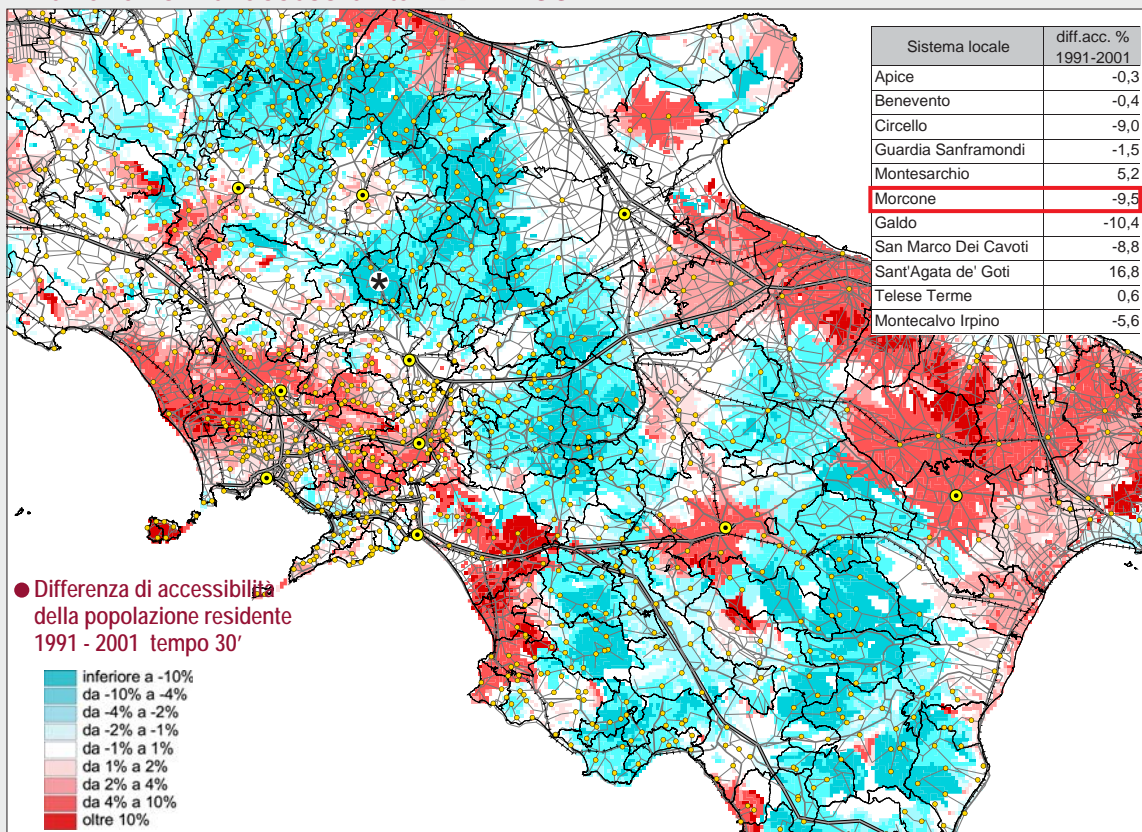 Sistema locale diff.acc. % 1991-2001
Apice -0,3
Benevento -0,4
Circello -9,0
Guardia Sanframondi -1,5
Montesarchio 5,2
Morcone -9,5
Galdo -10,4
San Marco Dei Cavoti -8,8
Sant'Agata de' Goti 16,8
Telese Terme 0,6
Montecalvo Irpino -5,6
*
● Differenza di accessibilità
della popolazione residente
1991 - 2001 tempo 30'
inferiore a -10%
da -10% a -4%
da -4% a -2%
da -2% a -1%
da -1% a 1%
da 1% a 2%
da 2% a 4%
da 4% a 10%
oltre 10%